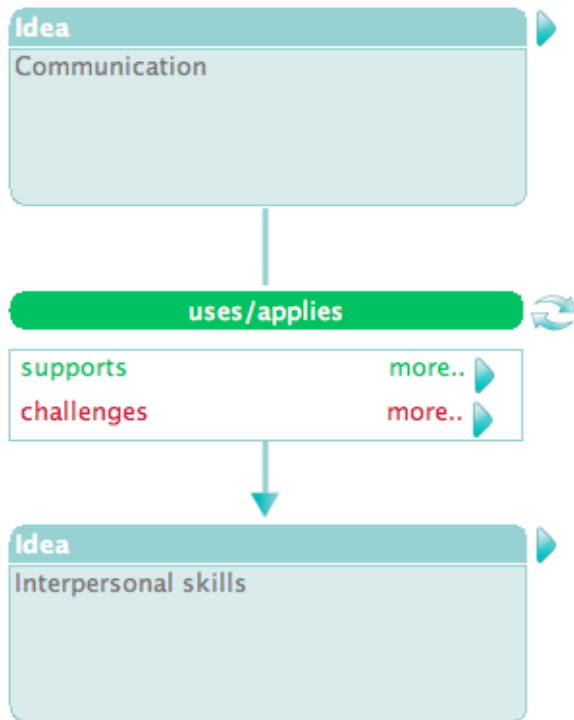 Idea
Communication
uses/applies
supports more..
challenges more..
Idea
Interpersonal skills